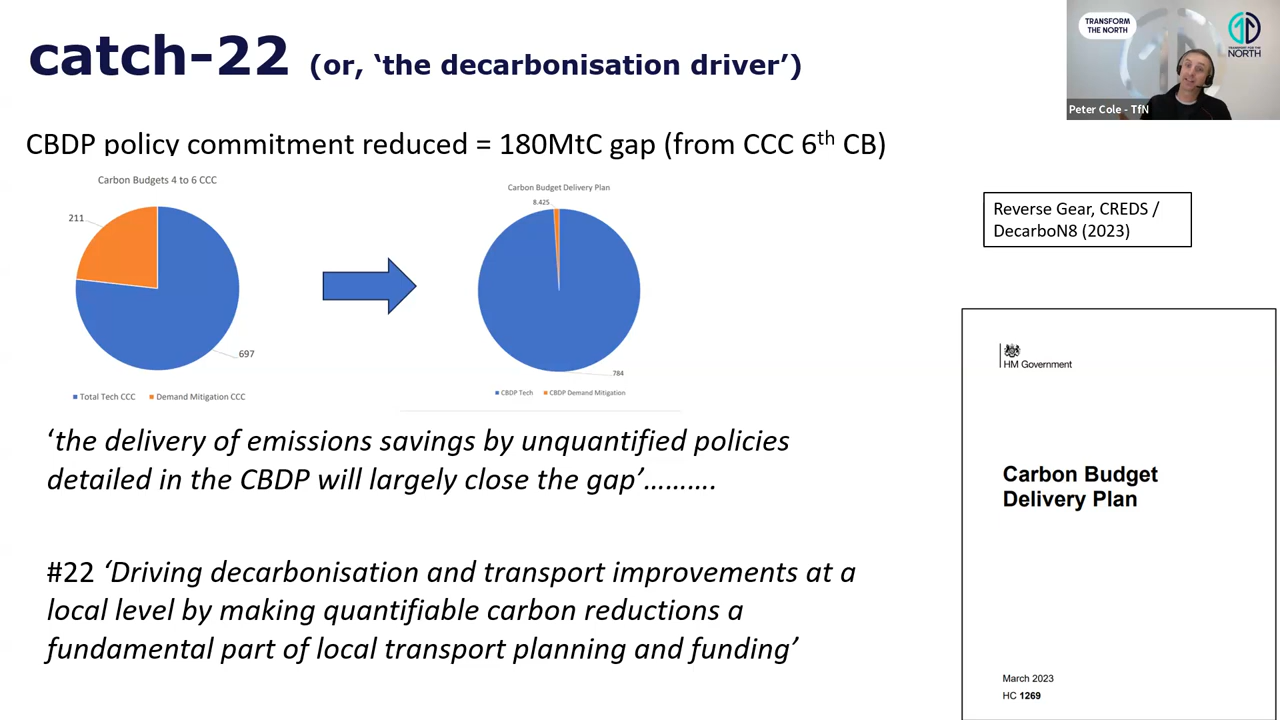 catch-22 (or, ‘the decarbonisation driver’)
TRANSFORM
THE NORTH
TRANSPORT FOR THE
NORTH
Peter Cole - TfN
CBDP policy commitment reduced = 180MtC gap (from CCC 6th CB)
Carbon Budgets 4 to 6 CCC
211
697
Total Tech CCC Demand Mitigation CCC
Carbon Budget Delivery Plan
8.425
784
CBDP Tech CBDP Demand Mitigation
Reverse Gear, CREDS /
DecarboN8 (2023)
‘the delivery of emissions savings by unquantified policies
detailed in the CBDP will largely close the gap’……….
#22 ‘Driving decarbonisation and transport improvements at a
local level by making quantifiable carbon reductions a
fundamental part of local transport planning and funding’
HM Government
Carbon Budget
Delivery Plan
March 2023
HC 1269